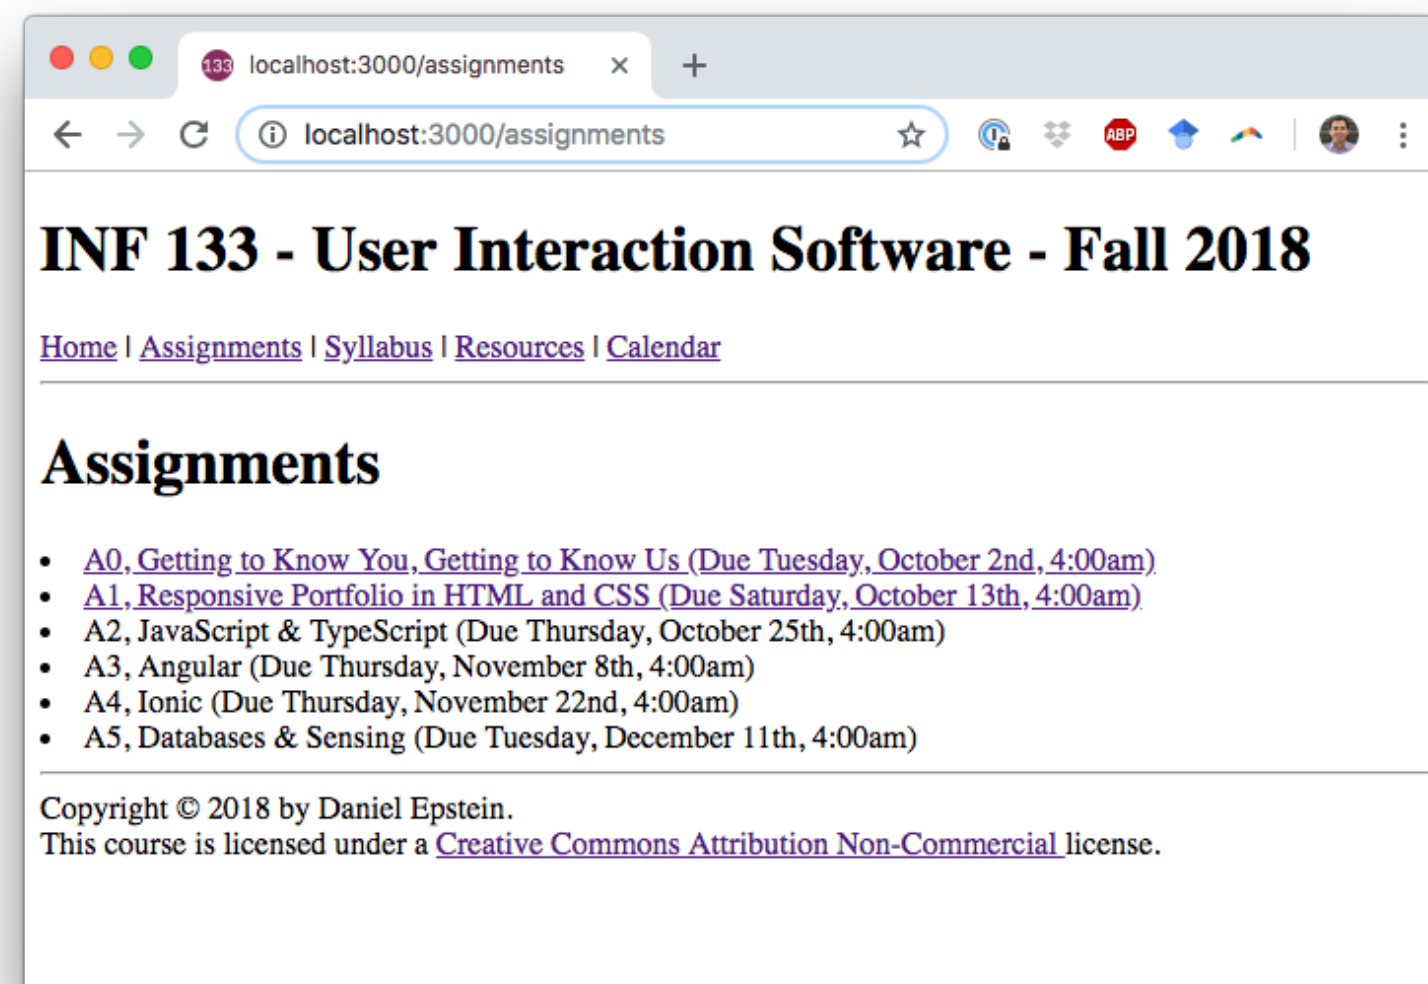 133 localhost:3000/assignments
localhost:3000/assignments ABP
INF 133 - User Interaction Software - Fall 2018
Home | Assignments | Syllabus | Resources | Calendar
Assignments
• A0, Getting to Know You, Getting to Know Us (Due Tuesday, October 2nd, 4:00am)
• A1, Responsive Portfolio in HTML and CSS (Due Saturday, October 13th, 4:00am)
• A2, JavaScript & TypeScript (Due Thursday, October 25th, 4:00am)
• A3, Angular (Due Thursday, November 8th, 4:00am)
• A4, Ionic (Due Thursday, November 22nd, 4:00am)
• A5, Databases & Sensing (Due Tuesday, December 11th, 4:00am)
Copyright © 2018 by Daniel Epstein.
This course is licensed under a Creative Commons Attribution Non-Commercial license.